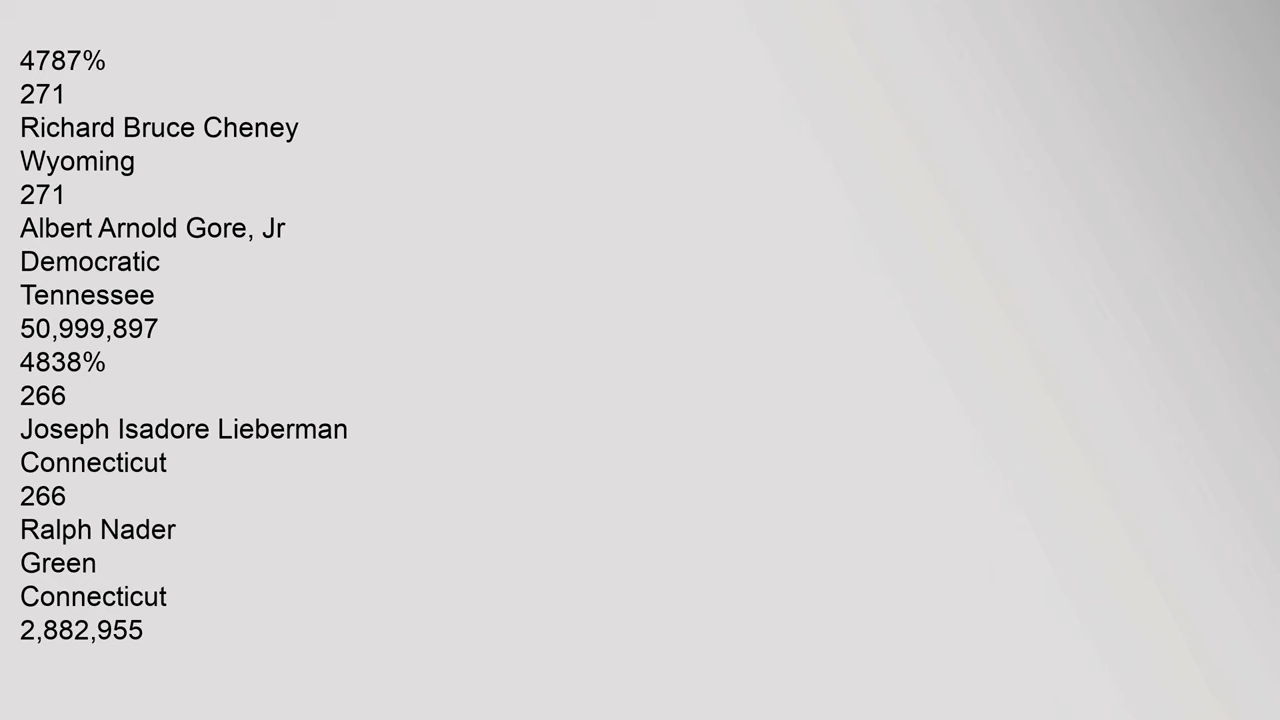 4787%
271
Richard Bruce Cheney
Wyoming
271
Albert Arnold Gore, Jr
Democratic
Tennessee
50,999,897
4838%
266
Joseph Isadore Lieberman
Connecticut
266
Ralph Nader
Green
Connecticut
2,882,955